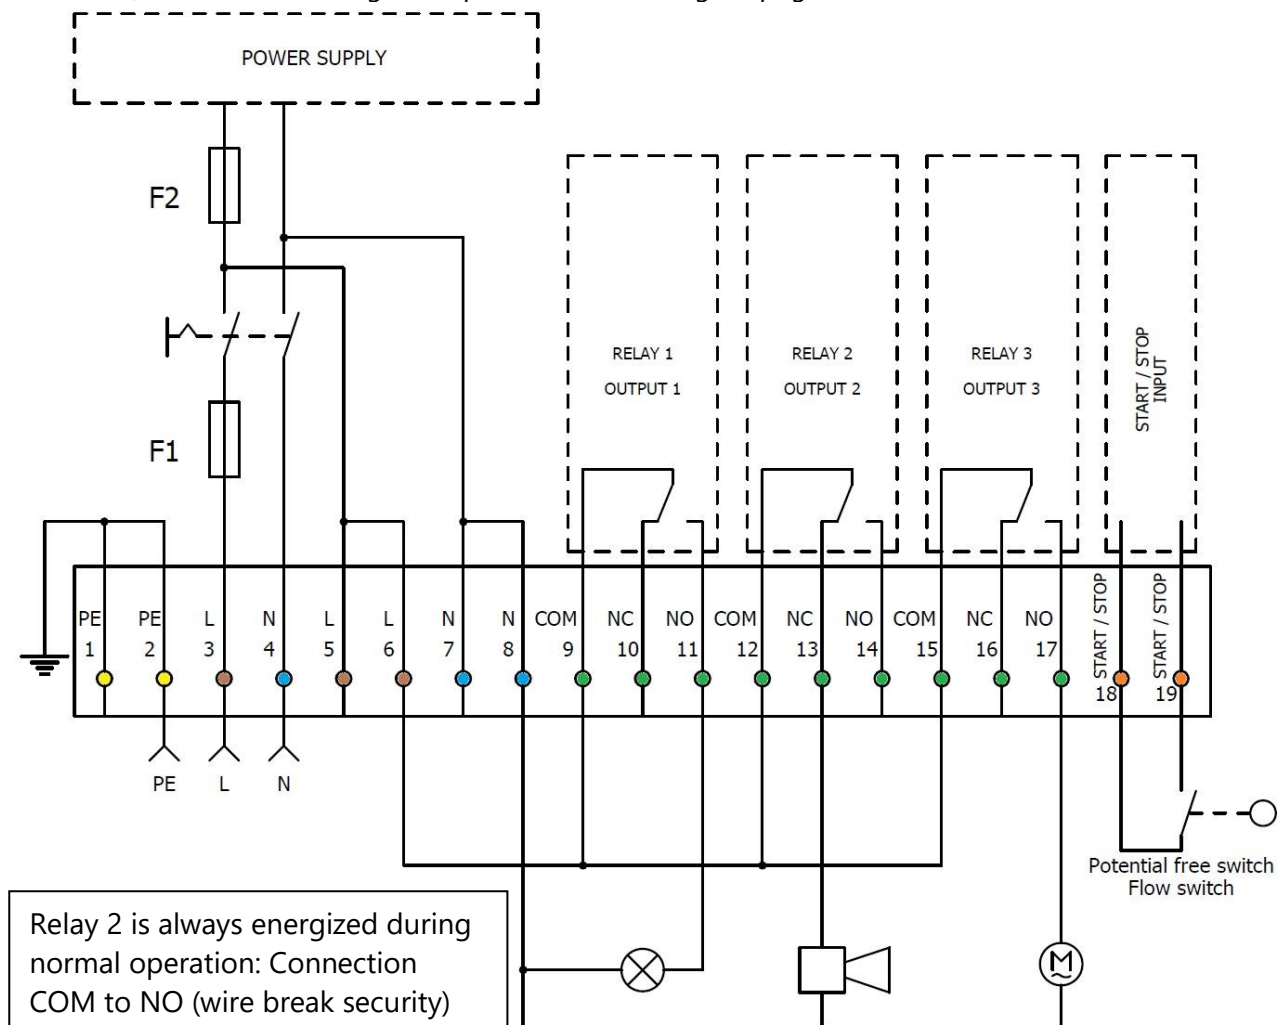 POWER SUPPLY
F2
RELAY 1
OUTPUT 1
RELAY 2
OUTPUT 2
RELAY 3
OUTPUT 3
START / STOP
INPUT
F1
PE
1
PE
2
L
3
N
4
L
5
L
6
N
7
N
8
COM
9
NC
10
NO
11
COM
12
NC
13
NO
14
COM
15
NC
16
NO
17
START / STOP
18
START / STOP
19
PE
L
N
Potential free switch
Flow switch
Relay 2 is always energized during
normal operation: Connection
COM to NO (wire break security)
M